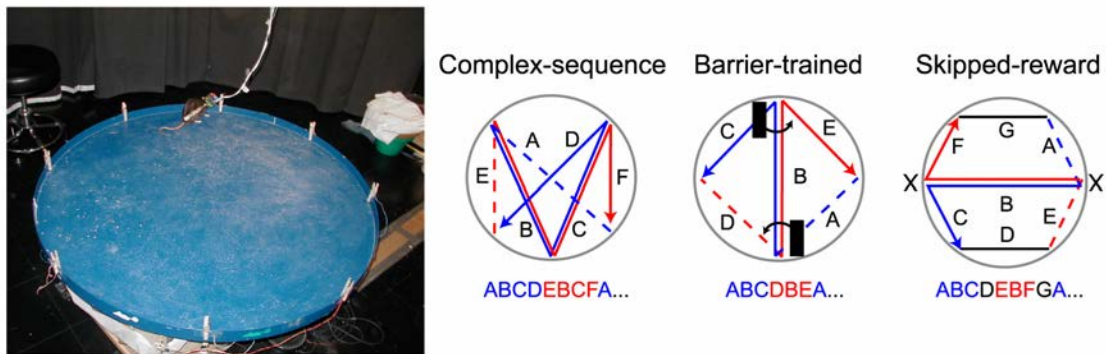 Complex-sequence
A D
E F
B C
ABCDEBCFA...
Barrier-trained
C E
B
D A
ABCDBEA...
Skipped-reward
G
F A
X X
B
C E
D
ABCDEBFGA...